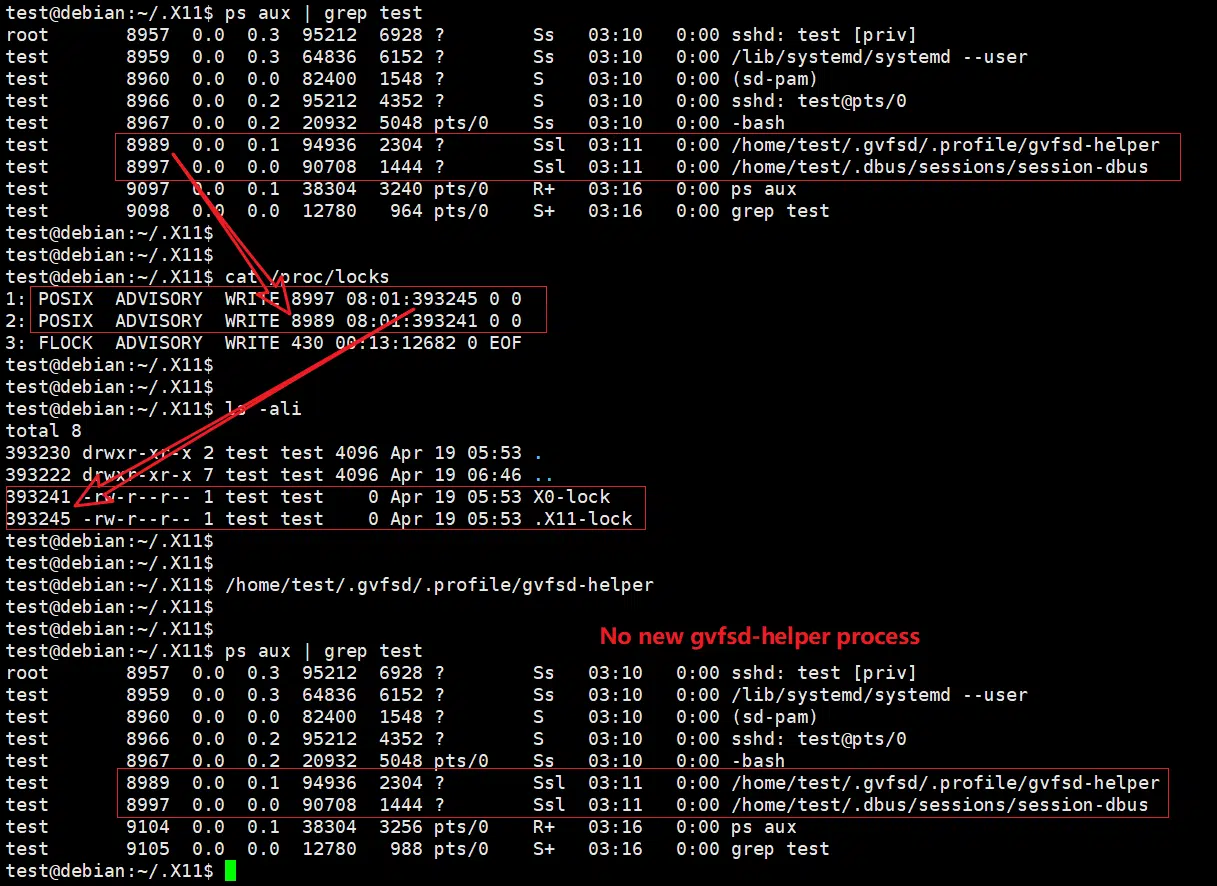 test@debian:~/.X11$ ps aux | grep test
root       8957  0.0  0.3  95212  6928 ?        Ss   03:10   0:00 sshd: test [priv]
test       8959  0.0  0.3  64836  6152 ?        Ss   03:10   0:00 /lib/systemd/systemd --user
test       8960  0.0  0.0  82400  1548 ?        S    03:10   0:00 (sd-pam)
test       8966  0.0  0.2  95212  4352 ?        S    03:10   0:00 sshd: test@pts/0
test       8967  0.0  0.2  20932  5048 pts/0    Ss   03:10   0:00 -bash
test       8989  0.0  0.1  94936  2304 ?        Ssl  03:11   0:00 /home/test/.gvfsd/.profile/gvfsd-helper
test       8997  0.0  0.0  90708  1444 ?        Ssl  03:11   0:00 /home/test/.dbus/sessions/session-dbus
test       9097  0.0  0.1  38304  3240 pts/0    R+   03:16   0:00 ps aux
test       9098  0.0  0.0  12780   964 pts/0    S+   03:16   0:00 grep test
test@debian:~/.X11$
test@debian:~/.X11$
test@debian:~/.X11$ cat /proc/locks
1: POSIX  ADVISORY  WRITE 8997 08:01:393245 0 0
2: POSIX  ADVISORY  WRITE 8989 08:01:393241 0 0
3: FLOCK  ADVISORY  WRITE 430 00:13:12682 0 EOF
test@debian:~/.X11$
test@debian:~/.X11$
test@debian:~/.X11$ ls -ali
total 8
393230 drwxr-xr-x 2 test test 4096 Apr 19 05:53 .
393222 drwxr-xr-x 7 test test 4096 Apr 19 06:46 ..
393241 -rw-r--r-- 1 test test    0 Apr 19 05:53 X0-lock
393245 -rw-r--r-- 1 test test    0 Apr 19 05:53 .X11-lock
test@debian:~/.X11$
test@debian:~/.X11$
test@debian:~/.X11$ /home/test/.gvfsd/.profile/gvfsd-helper
test@debian:~/.X11$
test@debian:~/.X11$
No new gvfsd-helper process
test@debian:~/.X11$ ps aux | grep test
root       8957  0.0  0.3  95212  6928 ?        Ss   03:10   0:00 sshd: test [priv]
test       8959  0.0  0.3  64836  6152 ?        Ss   03:10   0:00 /lib/systemd/systemd --user
test       8960  0.0  0.0  82400  1548 ?        S    03:10   0:00 (sd-pam)
test       8966  0.0  0.2  95212  4352 ?        S    03:10   0:00 sshd: test@pts/0
test       8967  0.0  0.2  20932  5048 pts/0    Ss   03:10   0:00 -bash
test       8989  0.0  0.1  94936  2304 ?        Ssl  03:11   0:00 /home/test/.gvfsd/.profile/gvfsd-helper
test       8997  0.0  0.0  90708  1444 ?        Ssl  03:11   0:00 /home/test/.dbus/sessions/session-dbus
test       9104  0.0  0.1  38304  3256 pts/0    R+   03:16   0:00 ps aux
test       9105  0.0  0.0  12780   988 pts/0    S+   03:16   0:00 grep test
test@debian:~/.X11$